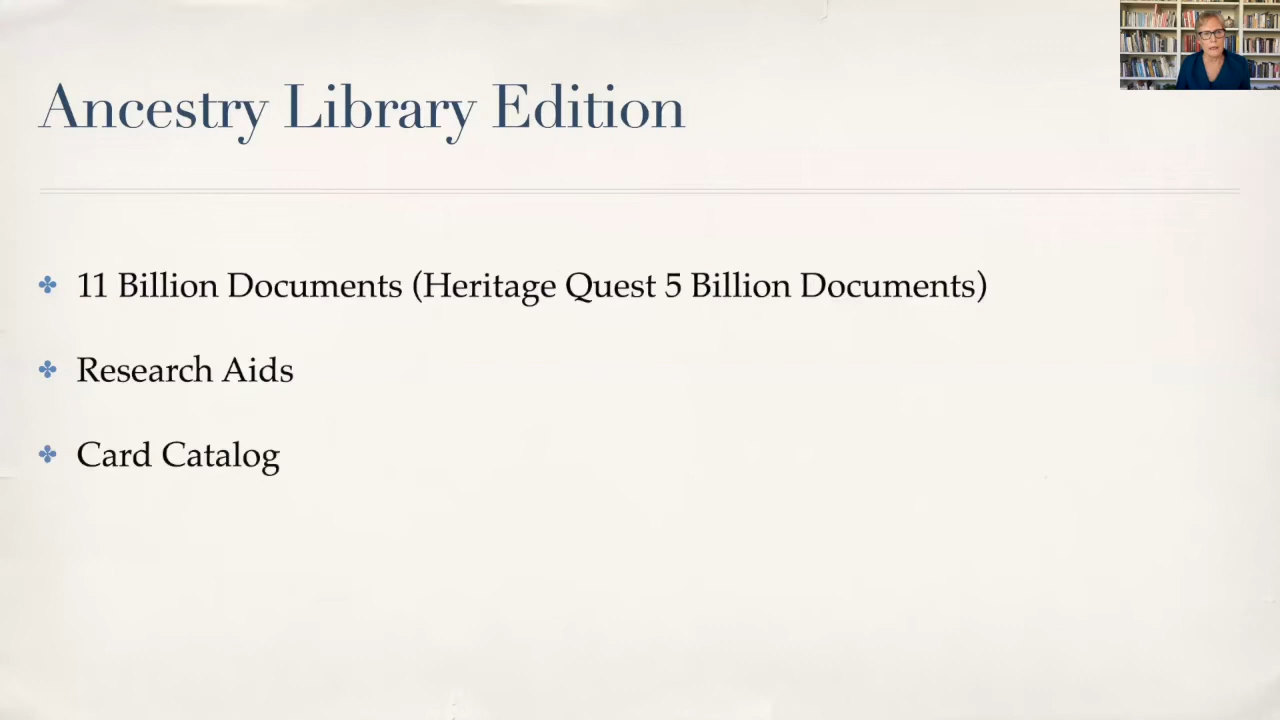 Ancestry Library Edition
11 Billion Documents (Heritage Quest 5 Billion Documents)
Research Aids
Card Catalog